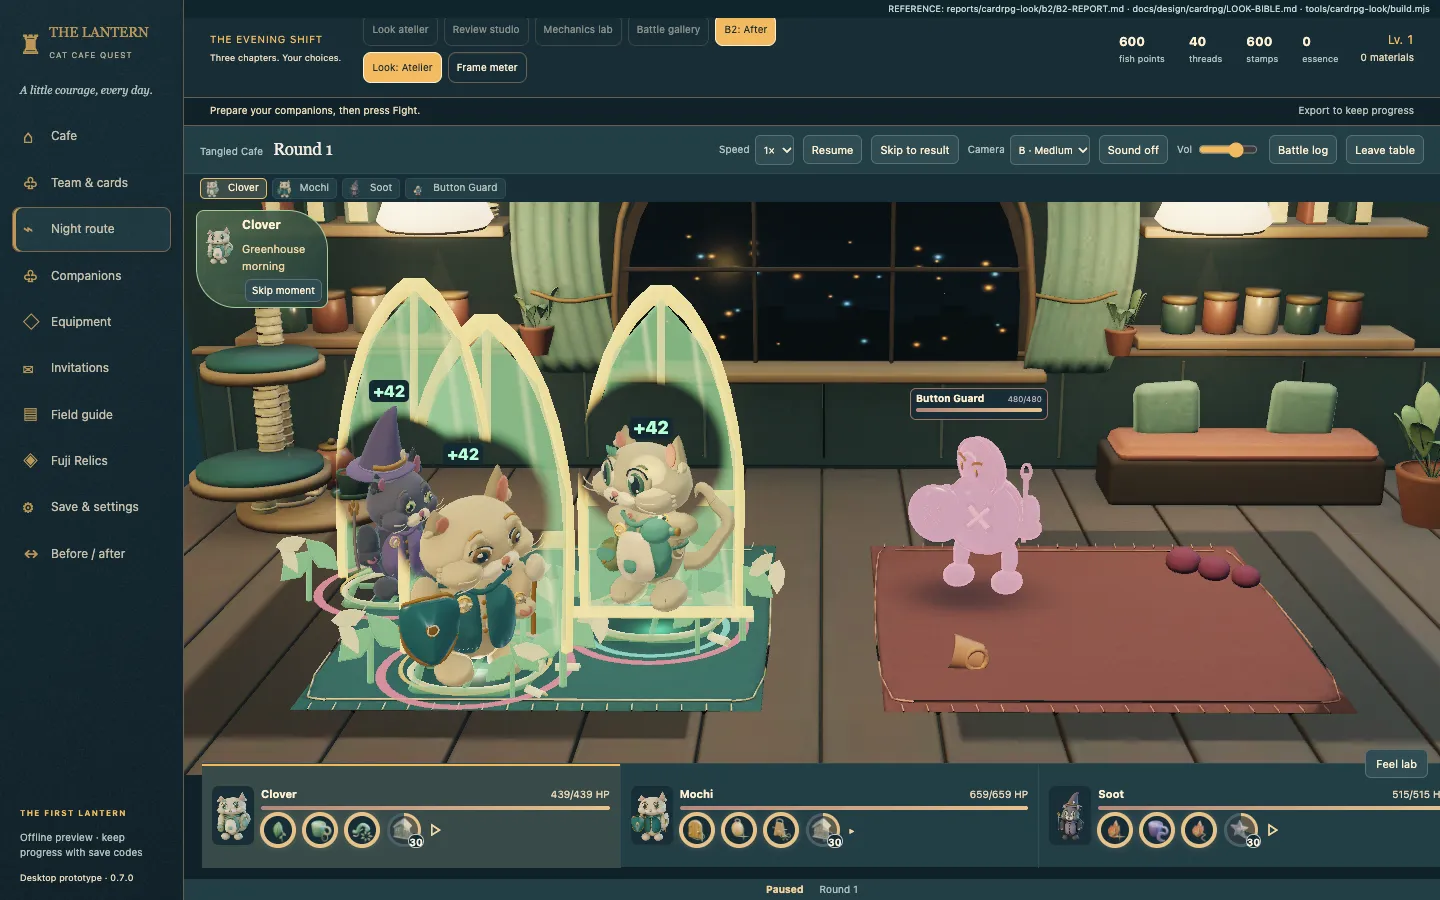 REFERENCE: reports/cardrpg-look/b2/B2-REPORT.md · docs/design/cardrpg/LOOK-BIBLE.md · tools/cardrpg-look/build.mjs
THE LANTERN
CAT CAFE QUEST
A little courage, every day.
Cafe
Team & cards
Night route
Companions
Equipment
Invitations
Field guide
Fuji Relics
Save & settings
Before / after
THE FIRST LANTERN
Offline preview · keep
progress with save codes
Desktop prototype · 0.7.0
THE EVENING SHIFT
Three chapters. Your choices.
Look atelier
Review studio
Mechanics lab
Battle gallery
B2: After
Look: Atelier
Frame meter
600
fish points
40
threads
600
stamps
0
essence
Lv. 1
0 materials
Prepare your companions, then press Fight.
Export to keep progress
Tangled Cafe
Round 1
Speed
1x
Resume
Skip to result
Camera
B · Medium
Sound off
Vol
Battle log
Leave table
Clover
Mochi
Soot
Button Guard
Clover
Greenhouse
morning
Skip moment
+42
+42
+42
Button Guard 480/480
Feel lab
Clover 439/439 HP
30
Mochi 659/659 HP
30
Soot 515/515 H
30
Paused Round 1